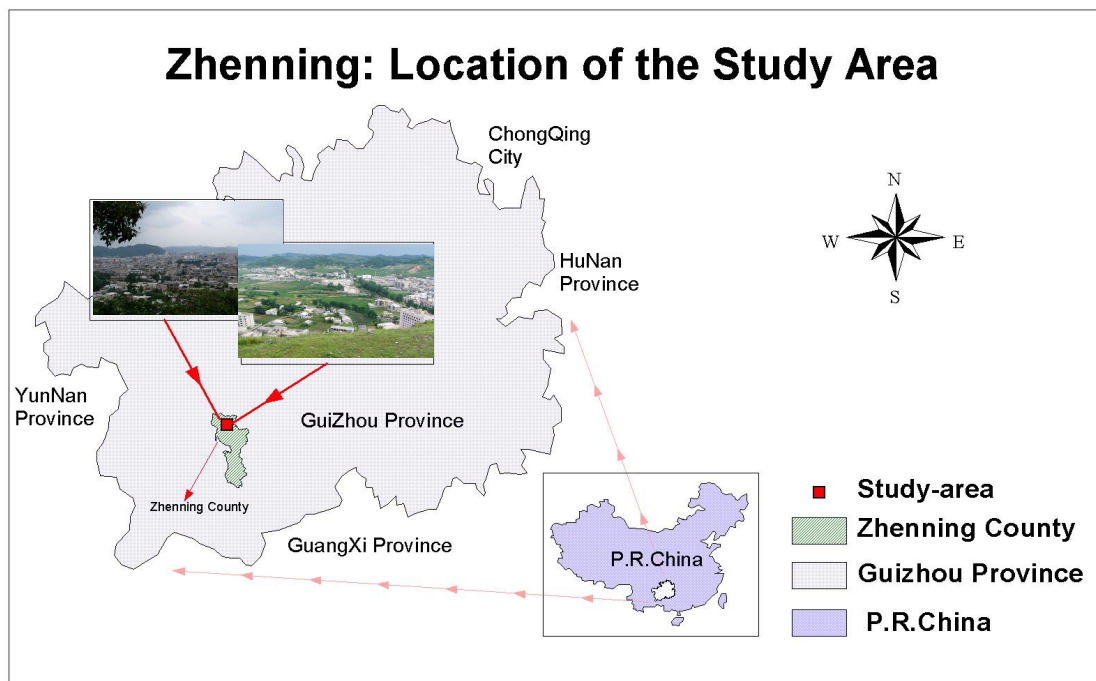 Zhenning: Location of the Study Area
ChongQing
City
N
W
E
S
HuNan
Province
YunNan
Province
GuiZhou Province
Zhenning County
GuangXi Province
P.R.China
Study-area
Zhenning County
Guizhou Province
P.R.China